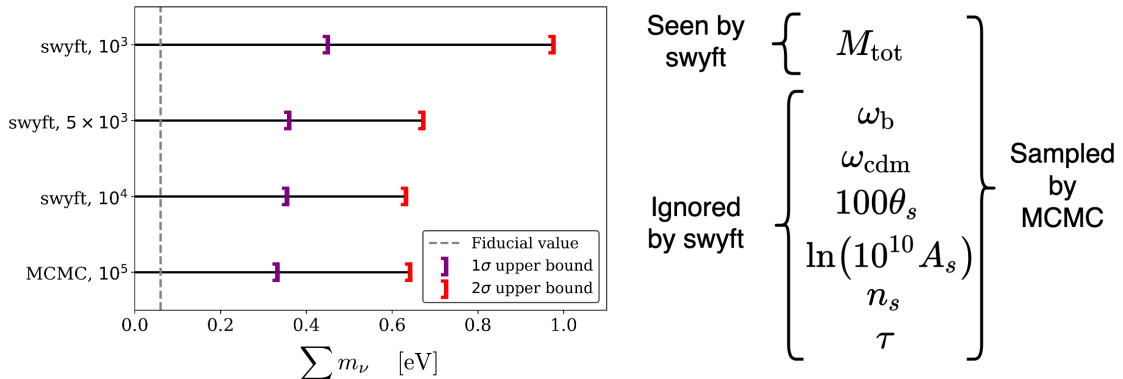 swyft, 10³
swyft, 5 × 10³
swyft, 10⁴
MCMC, 10⁵
Fiducial value
1σ upper bound
2σ upper bound
0.0 0.2 0.4 0.6 0.8 1.0
∑ mᵥ [eV]
Seen by
swyft
M_tot
Ignored
by swyft
ω_b
ω_cdm
100θ_s
ln(10¹⁰ A_s)
n_s
τ
Sampled
by
MCMC